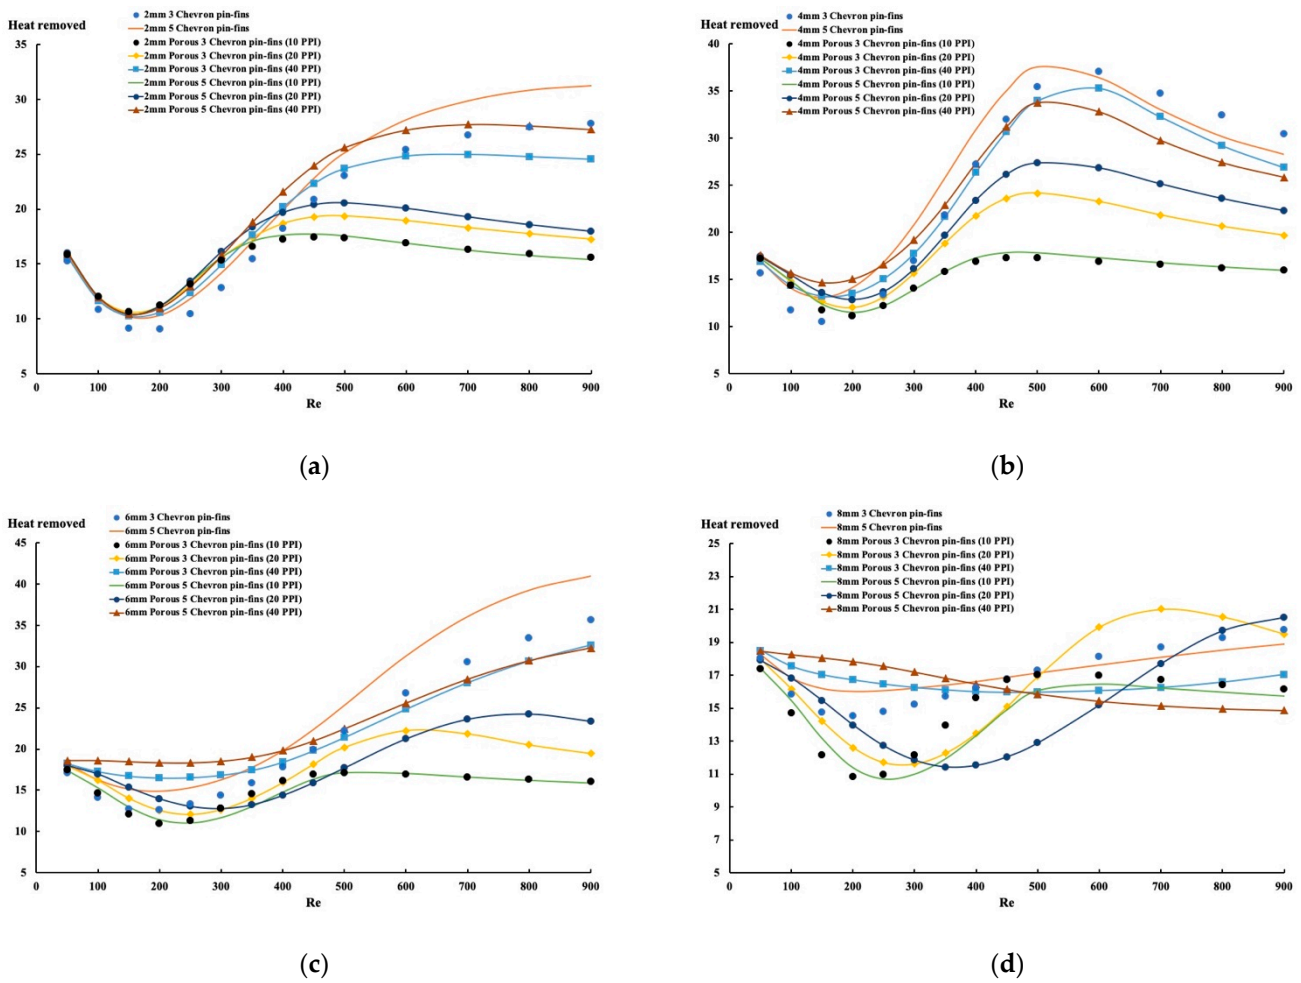 Heat removed
2mm 3 Chevron pin-fins
2mm 5 Chevron pin-fins
2mm Porous 3 Chevron pin-fins (10 PPI)
2mm Porous 3 Chevron pin-fins (20 PPI)
2mm Porous 3 Chevron pin-fins (40 PPI)
2mm Porous 5 Chevron pin-fins (10 PPI)
2mm Porous 5 Chevron pin-fins (20 PPI)
2mm Porous 5 Chevron pin-fins (40 PPI)
35
30
25
20
15
10
5
0 100 200 300 400 500 600 700 800 900
Re
(a)
Heat removed
4mm 3 Chevron pin-fins
4mm 5 Chevron pin-fins
4mm Porous 3 Chevron pin-fins (10 PPI)
4mm Porous 3 Chevron pin-fins (20 PPI)
4mm Porous 3 Chevron pin-fins (40 PPI)
4mm Porous 5 Chevron pin-fins (10 PPI)
4mm Porous 5 Chevron pin-fins (20 PPI)
4mm Porous 5 Chevron pin-fins (40 PPI)
40
35
30
25
20
15
10
5
0 100 200 300 400 500 600 700 800 900
Re
(b)
Heat removed
6mm 3 Chevron pin-fins
6mm 5 Chevron pin-fins
6mm Porous 3 Chevron pin-fins (10 PPI)
6mm Porous 3 Chevron pin-fins (20 PPI)
6mm Porous 3 Chevron pin-fins (40 PPI)
6mm Porous 5 Chevron pin-fins (10 PPI)
6mm Porous 5 Chevron pin-fins (20 PPI)
6mm Porous 5 Chevron pin-fins (40 PPI)
45
40
35
30
25
20
15
10
5
0 100 200 300 400 500 600 700 800 900
Re
(c)
Heat removed
8mm 3 Chevron pin-fins
8mm 5 Chevron pin-fins
8mm Porous 3 Chevron pin-fins (10 PPI)
8mm Porous 3 Chevron pin-fins (20 PPI)
8mm Porous 3 Chevron pin-fins (40 PPI)
8mm Porous 5 Chevron pin-fins (10 PPI)
8mm Porous 5 Chevron pin-fins (20 PPI)
8mm Porous 5 Chevron pin-fins (40 PPI)
25
23
21
19
17
15
13
11
9
7
5
0 100 200 300 400 500 600 700 800 900
Re
(d)